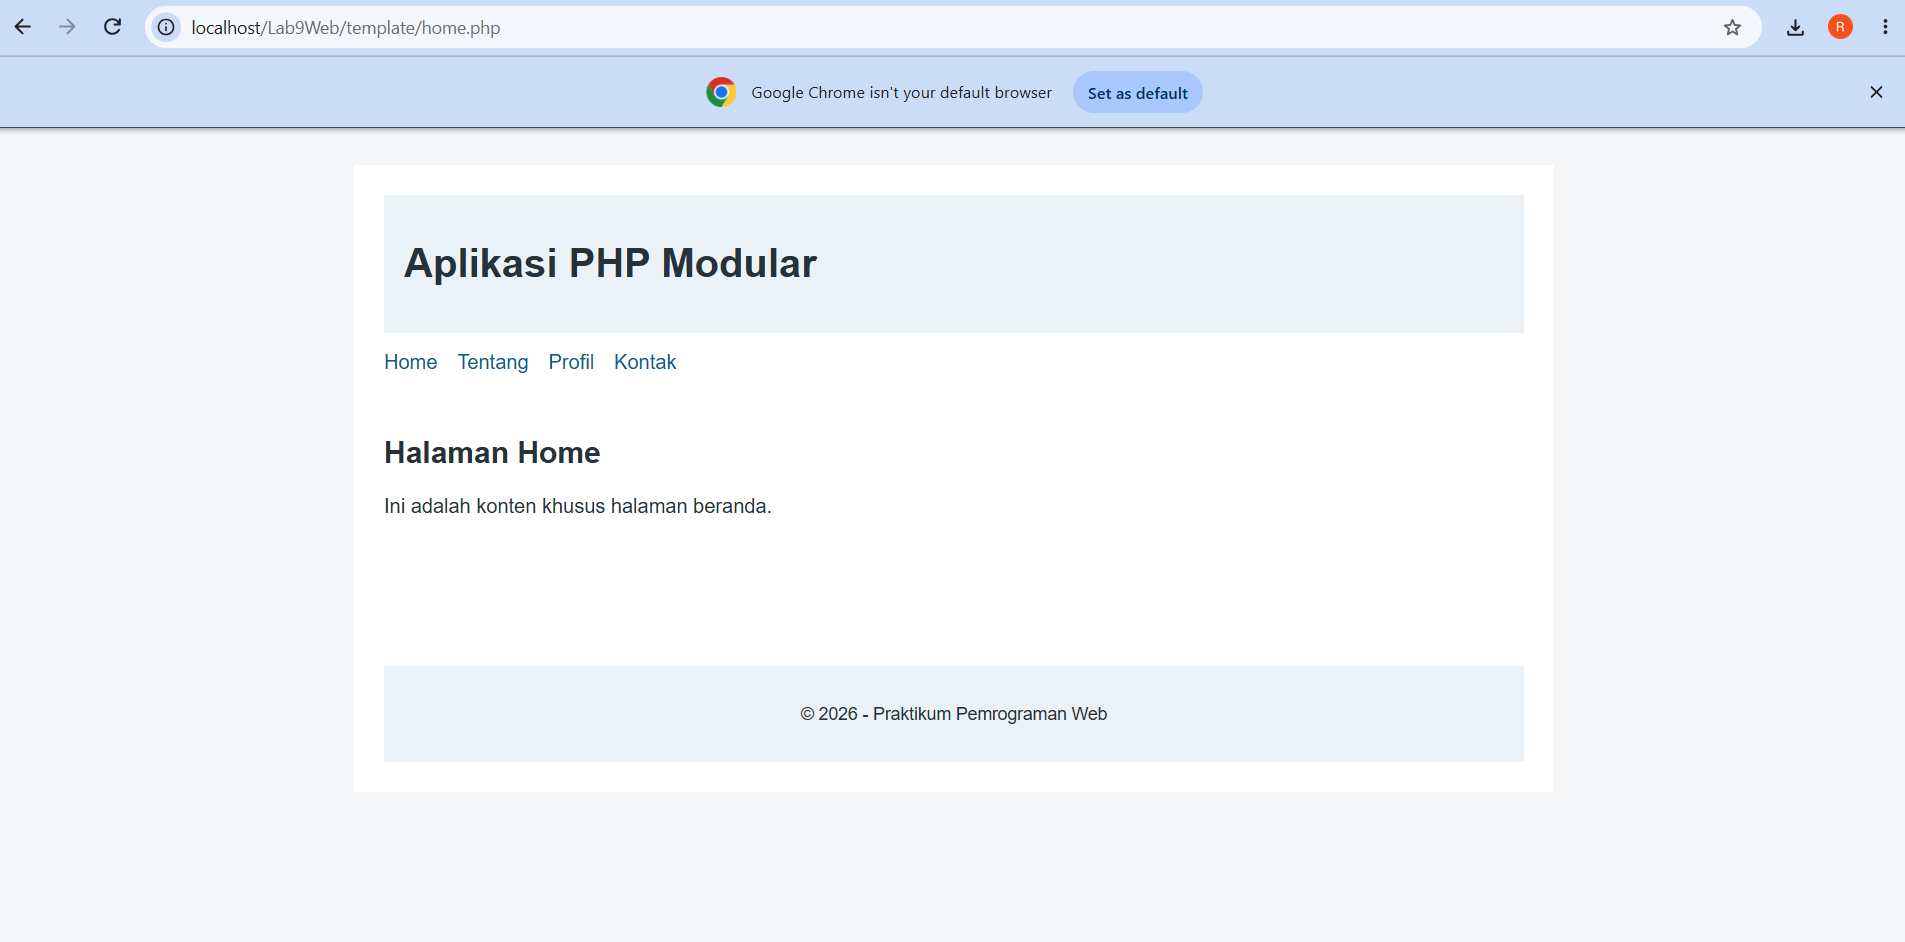 localhost/Lab9Web/template/home.php
R
Google Chrome isn't your default browser
Set as default
Aplikasi PHP Modular
Home Tentang Profil Kontak
Halaman Home
Ini adalah konten khusus halaman beranda.
© 2026 - Praktikum Pemrograman Web